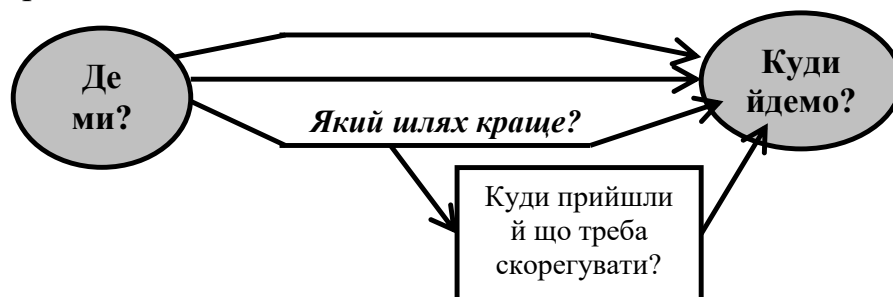 Де
ми?
Куди
йдемо?
Який шлях краще?
Куди прийшли
й що треба
скорегувати?